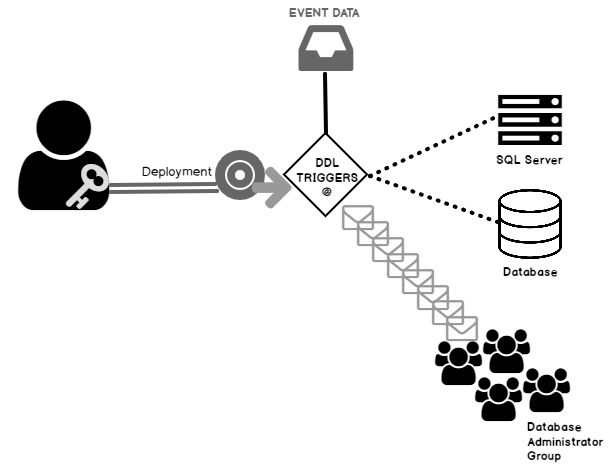 EVENT DATA
Deployment
DDL
TRIGGERS
@
SQL Server
Database
Database
Administrator
Group